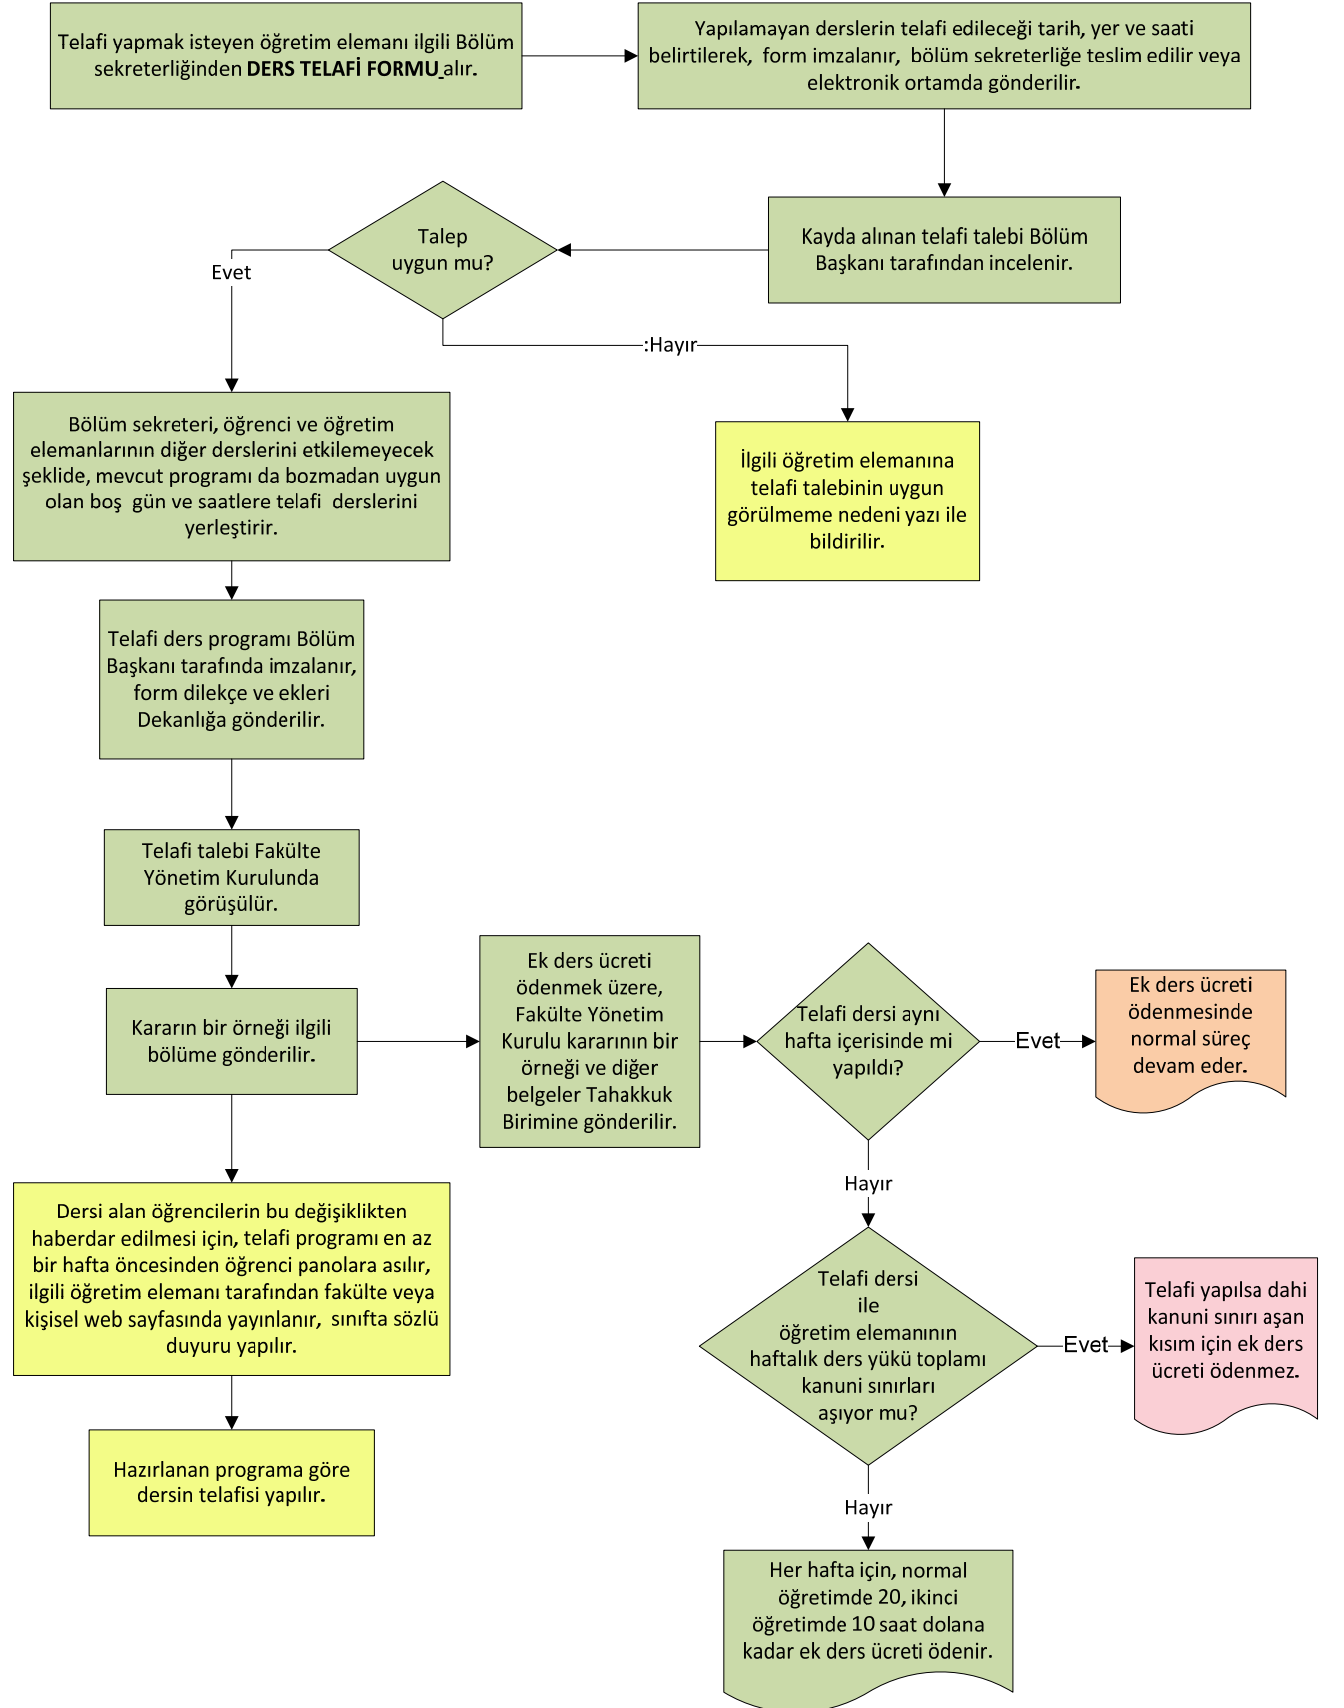 Telafi yapmak isteyen öğretim elemanı ilgili Bölüm
sekreterliğinden DERS TELAFİ FORMU alır.
Yapılamayan derslerin telafi edileceği tarih, yer ve saati
belirtilerek, form imzalanır, bölüm sekreterliğe teslim edilir veya
elektronik ortamda gönderilir.
Kayda alınan telafi talebi Bölüm
Başkanı tarafından incelenir.
Talep
uygun mu?
Evet
:Hayır
Bölüm sekreteri, öğrenci ve öğretim
elemanlarının diğer derslerini etkilemeyecek
şeklide, mevcut programı da bozmadan uygun
olan boş gün ve saatlere telafi derslerini
yerleştirir.
İlgili öğretim elemanına
telafi talebinin uygun
görülmeme nedeni yazı ile
bildirilir.
Telafi ders programı Bölüm
Başkanı tarafında imzalanır,
form dilekçe ve ekleri
Dekanlığa gönderilir.
Telafi talebi Fakülte
Yönetim Kurulunda
görüşülür.
Kararın bir örneği ilgili
bölüme gönderilir.
Ek ders ücreti
ödenmek üzere,
Fakülte Yönetim
Kurulu kararının bir
örneği ve diğer
belgeler Tahakkuk
Birimine gönderilir.
Telafi dersi aynı
hafta içerisinde mi
yapıldı?
Evet
Ek ders ücreti
ödenmesinde
normal süreç
devam eder.
Hayır
Dersi alan öğrencilerin bu değişiklikten
haberdar edilmesi için, telafi programı en az
bir hafta öncesinden öğrenci panolara asılır,
ilgili öğretim elemanı tarafından fakülte veya
kişisel web sayfasında yayınlanır, sınıfta sözlü
duyuru yapılır.
Telafi dersi
ile
öğretim elemanının
haftalık ders yükü toplamı
kanuni sınırları
aşıyor mu?
Evet
Telafi yapılsa dahi
kanuni sınırı aşan
kısım için ek ders
ücreti ödenmez.
Hazırlanan programa göre
dersin telafisi yapılır.
Hayır
Her hafta için, normal
öğretimde 20, ikinci
öğretimde 10 saat dolana
kadar ek ders ücreti ödenir.